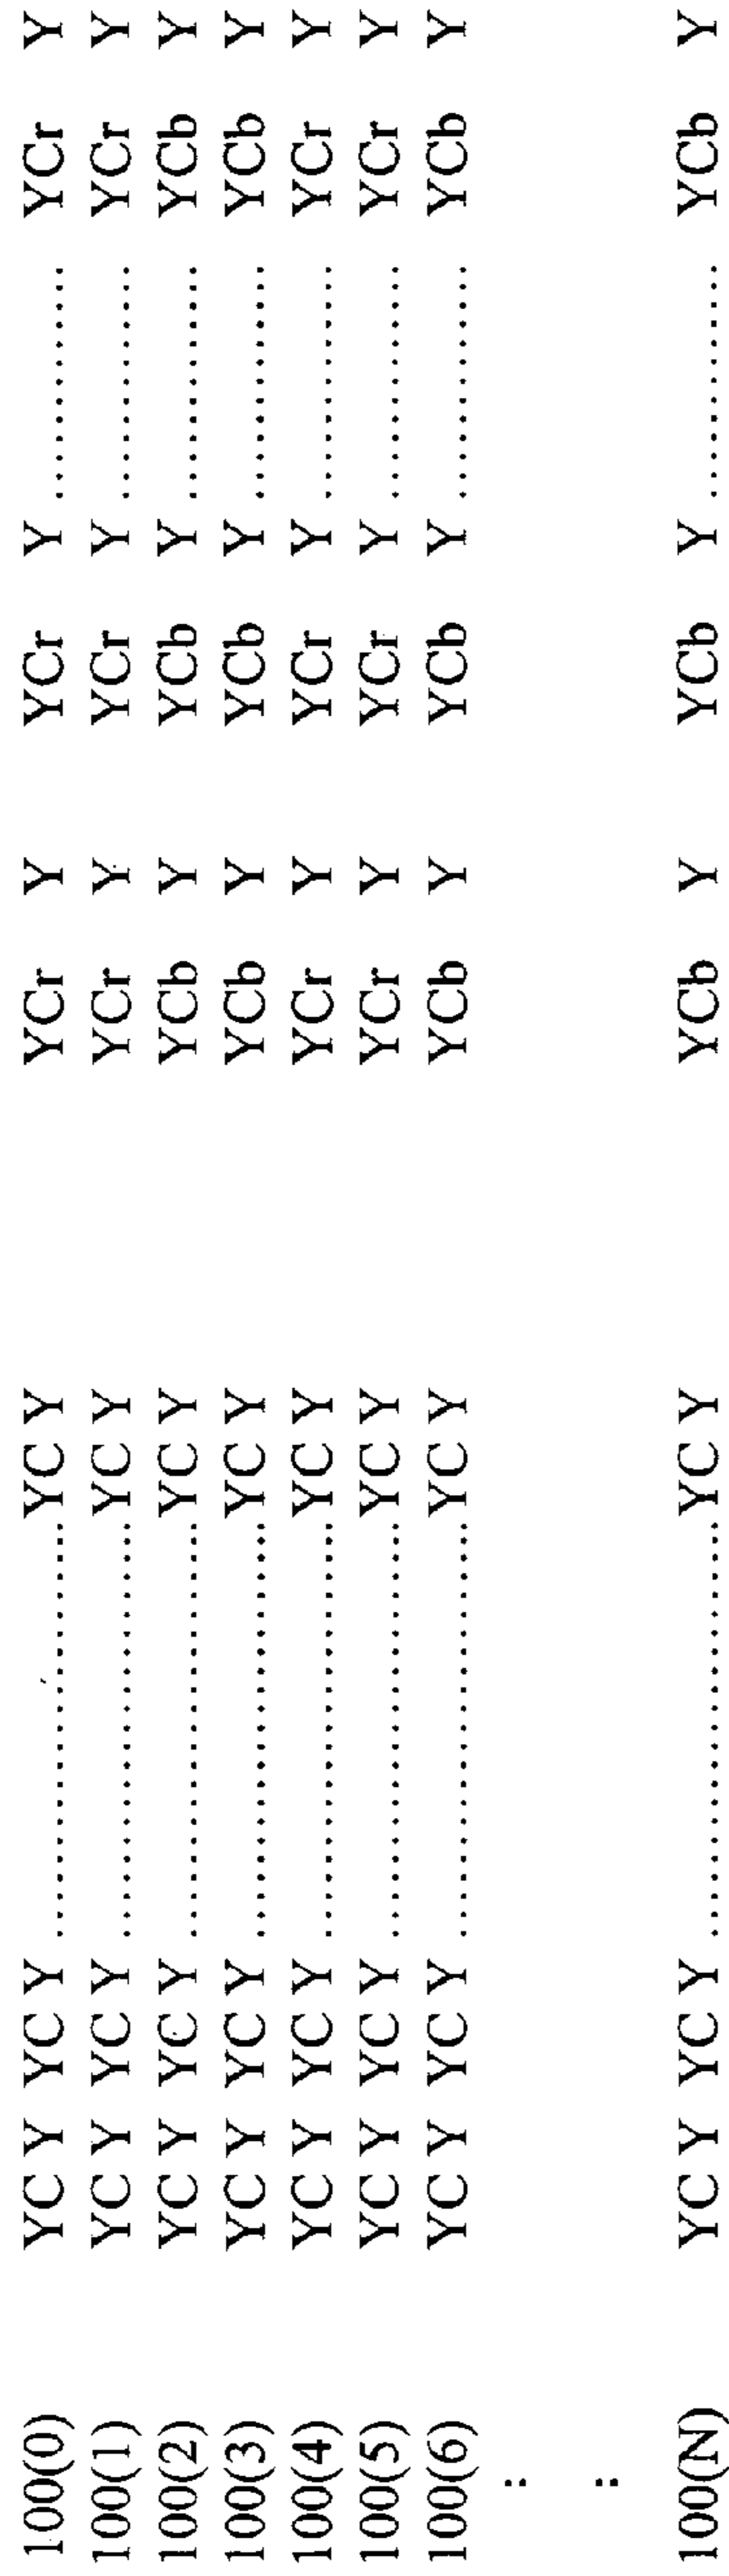 100(0) YC Y YC Y ...................... YC Y YCr Y YCr Y ............. YCr Y
100(1) YC Y YC Y ...................... YC Y YCr Y YCr Y ............. YCr Y
100(2) YC Y YC Y ...................... YC Y YCb Y YCb Y ............. YCb Y
100(3) YC Y YC Y ...................... YC Y YCb Y YCb Y ............. YCb Y
100(4) YC Y YC Y ...................... YC Y YCr Y YCr Y ............. YCr Y
100(5) YC Y YC Y ...................... YC Y YCr Y YCr Y ............. YCr Y
100(6) YC Y YC Y ...................... YC Y YCb Y YCb Y ............. YCb Y
:
:
100(N) YC Y YC Y ...................... YC Y YCb Y YCb Y ............. YCb Y